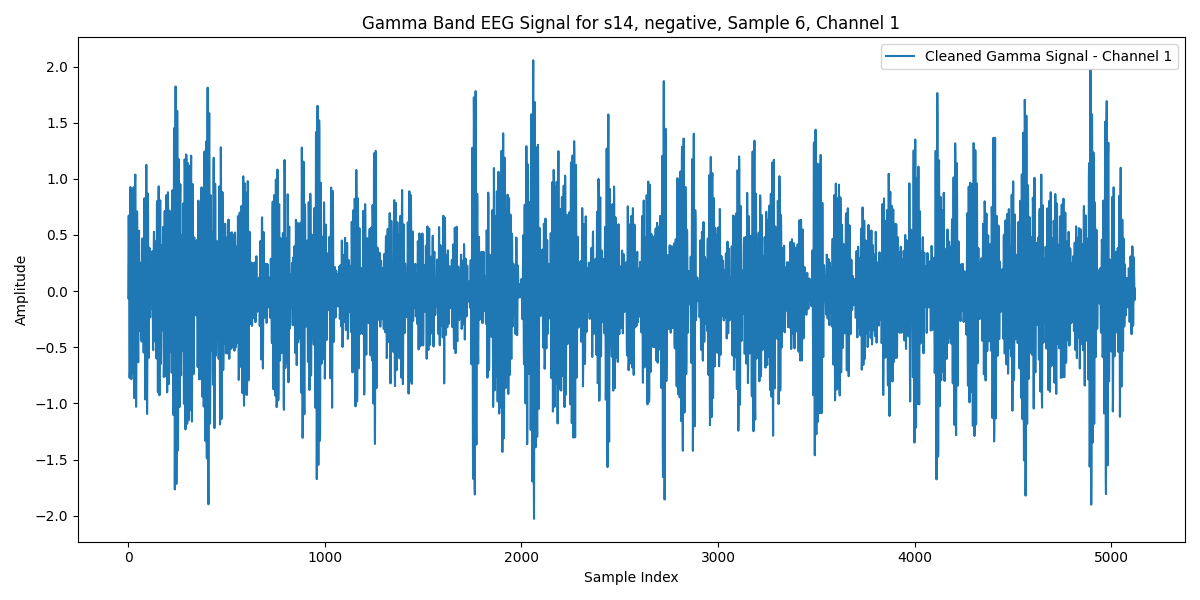 Gamma Band EEG Signal for s14, negative, Sample 6, Channel 1
Cleaned Gamma Signal - Channel 1
Amplitude
2.0
1.5
1.0
0.5
0.0
−0.5
−1.0
−1.5
−2.0
0 1000 2000 3000 4000 5000
Sample Index